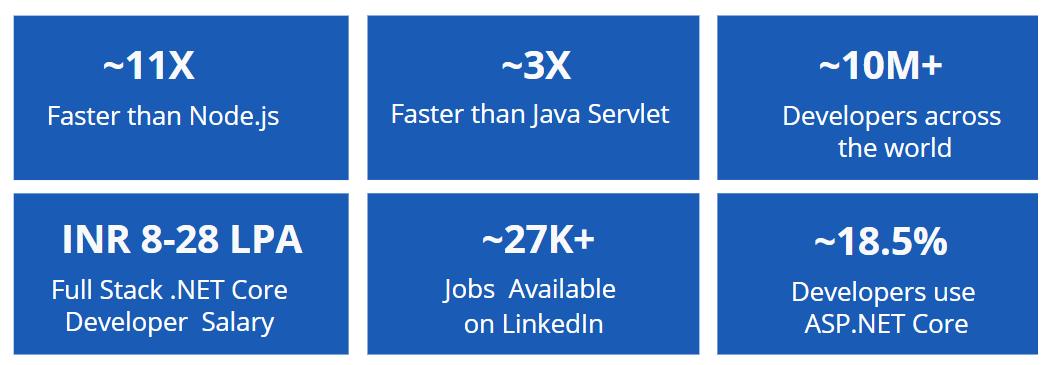 ~11X
Faster than Node.js
~3X
Faster than Java Servlet
~10M+
Developers across
the world
INR 8-28 LPA
Full Stack .NET Core
Developer Salary
~27K+
Jobs Available
on LinkedIn
~18.5%
Developers use
ASP.NET Core